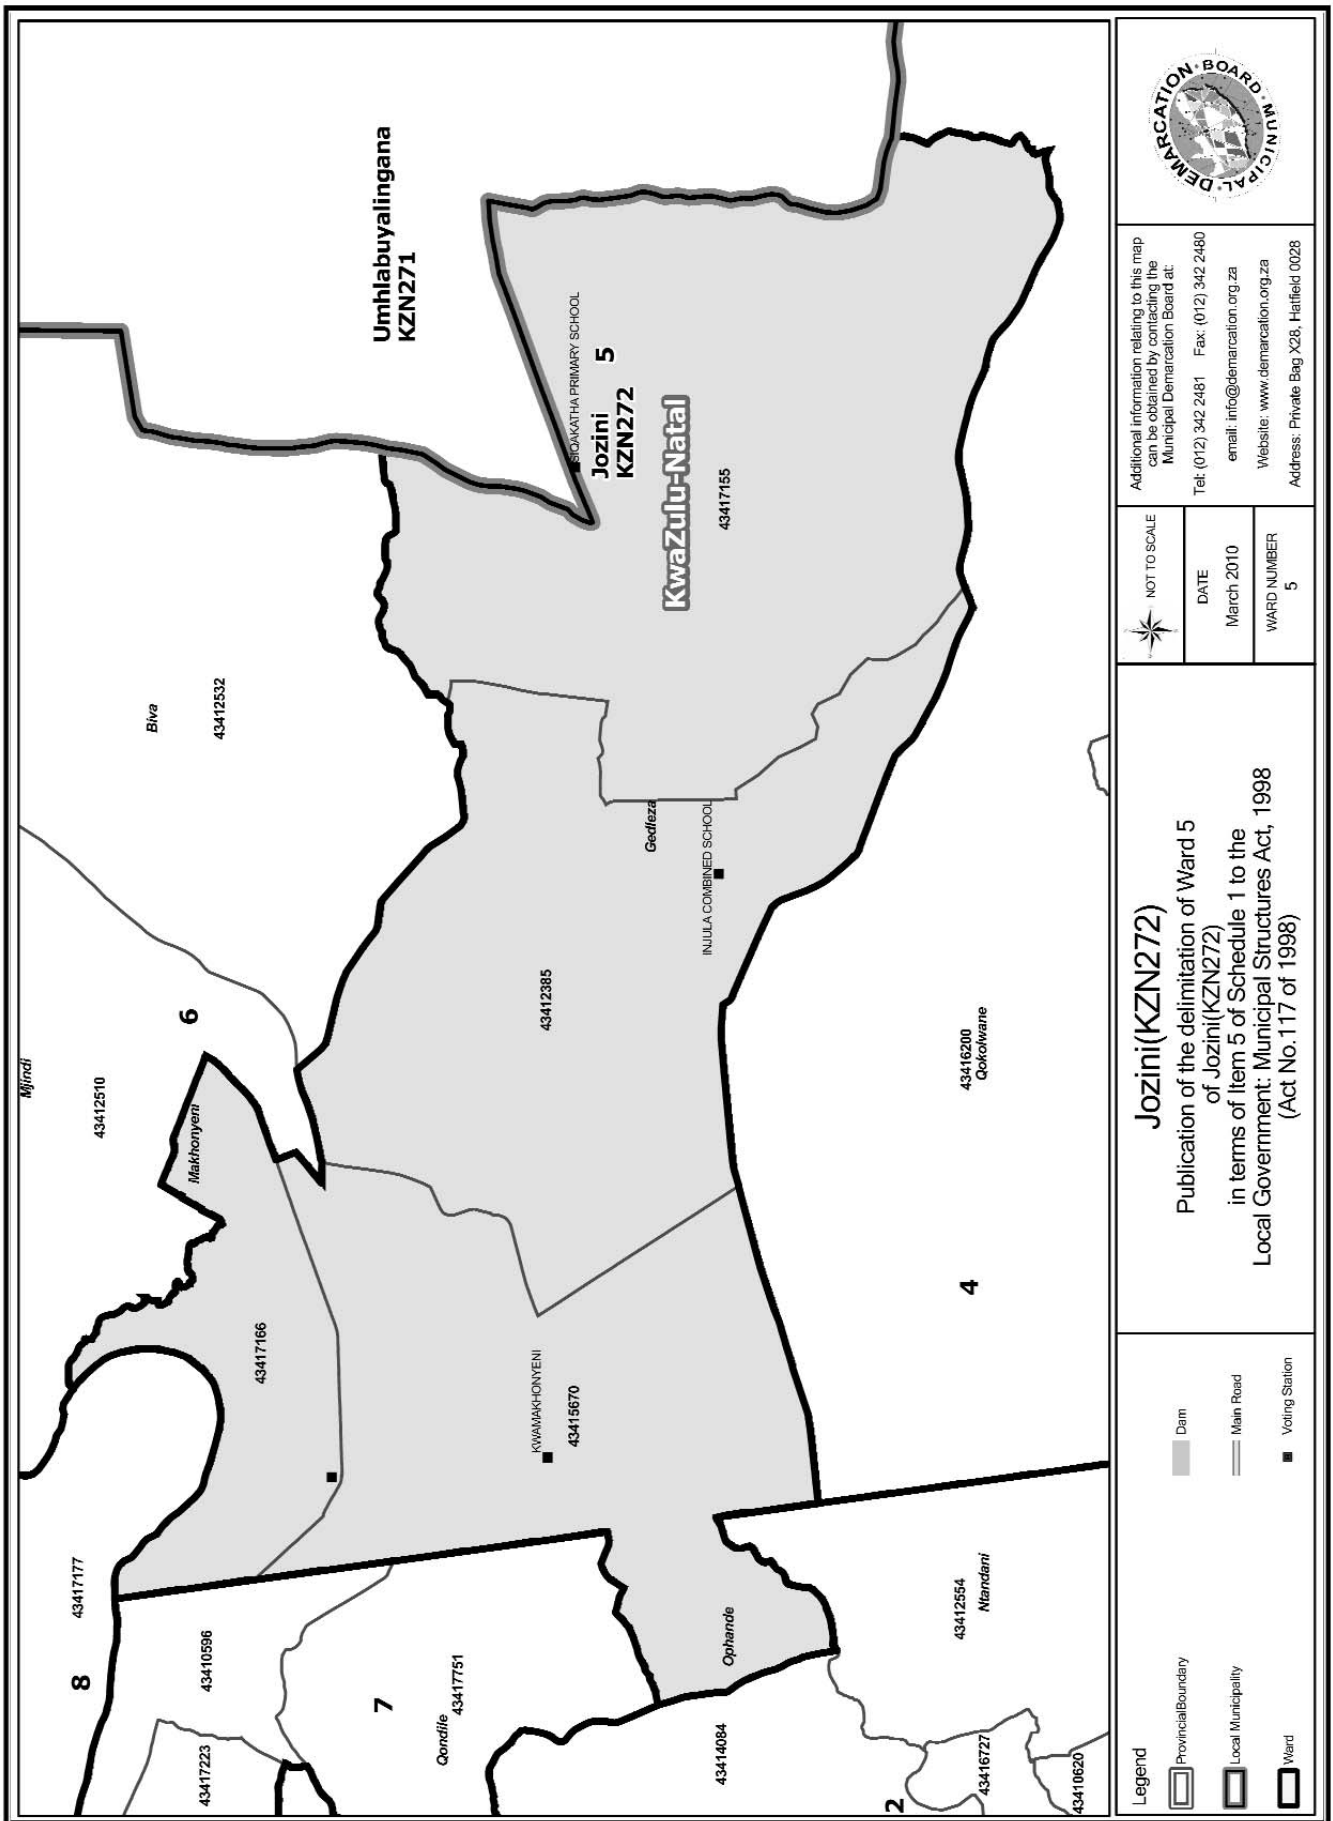 Umhlabuyalingana
KZN271
SIQAKATHA PRIMARY SCHOOL
5
Jozini
KZN272
KwaZulu-Natal
43417155
Biva
43412532
Mjindi
6
43412510
Makhonyeni
Gedleza
INJULA COMBINED SCHOOL
43412385
43416200
Qokolwane
43417166
KWAMAKHONYENI
43415670
4
43417177
8
43410596
7
43417751
Qondile
43417223
Ophande
43412554
Ntandani
43414084
2
43416727
43410620
Legend
ProvincialBoundary
Local Municipality
Ward
Dam
Main Road
Voting Station
Jozini(KZN272)
Publication of the delimitation of Ward 5
of Jozini(KZN272)
in terms of Item 5 of Schedule 1 to the
Local Government: Municipal Structures Act, 1998
(Act No.117 of 1998)
NOT TO SCALE
DATE
March 2010
WARD NUMBER
5
Additional information relating to this map
can be obtained by contacting the
Municipal Demarcation Board at:
Tel: (012) 342 2481 Fax: (012) 342 2480
email: info@demarcation.org.za
Website: www.demarcation.org.za
Address: Private Bag X28, Hatfield 0028
MUNICIPAL DEMARCATION BOARD